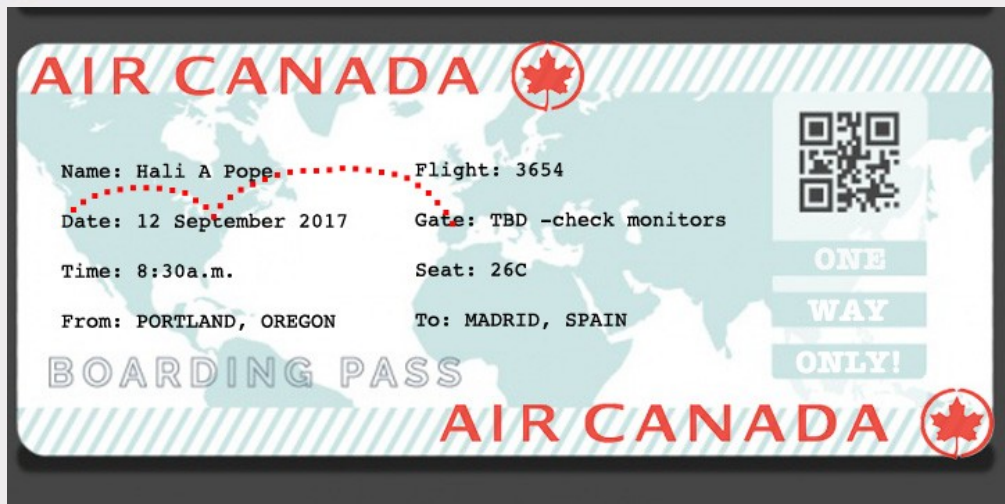 AIR CANADA
Name: Hali A Pope
Flight: 3654
Date: 12 September 2017
Gate: TBD -check monitors
Time: 8:30a.m.
Seat: 26C
From: PORTLAND, OREGON
To: MADRID, SPAIN
ONE
WAY
ONLY!
BOARDING PASS
AIR CANADA